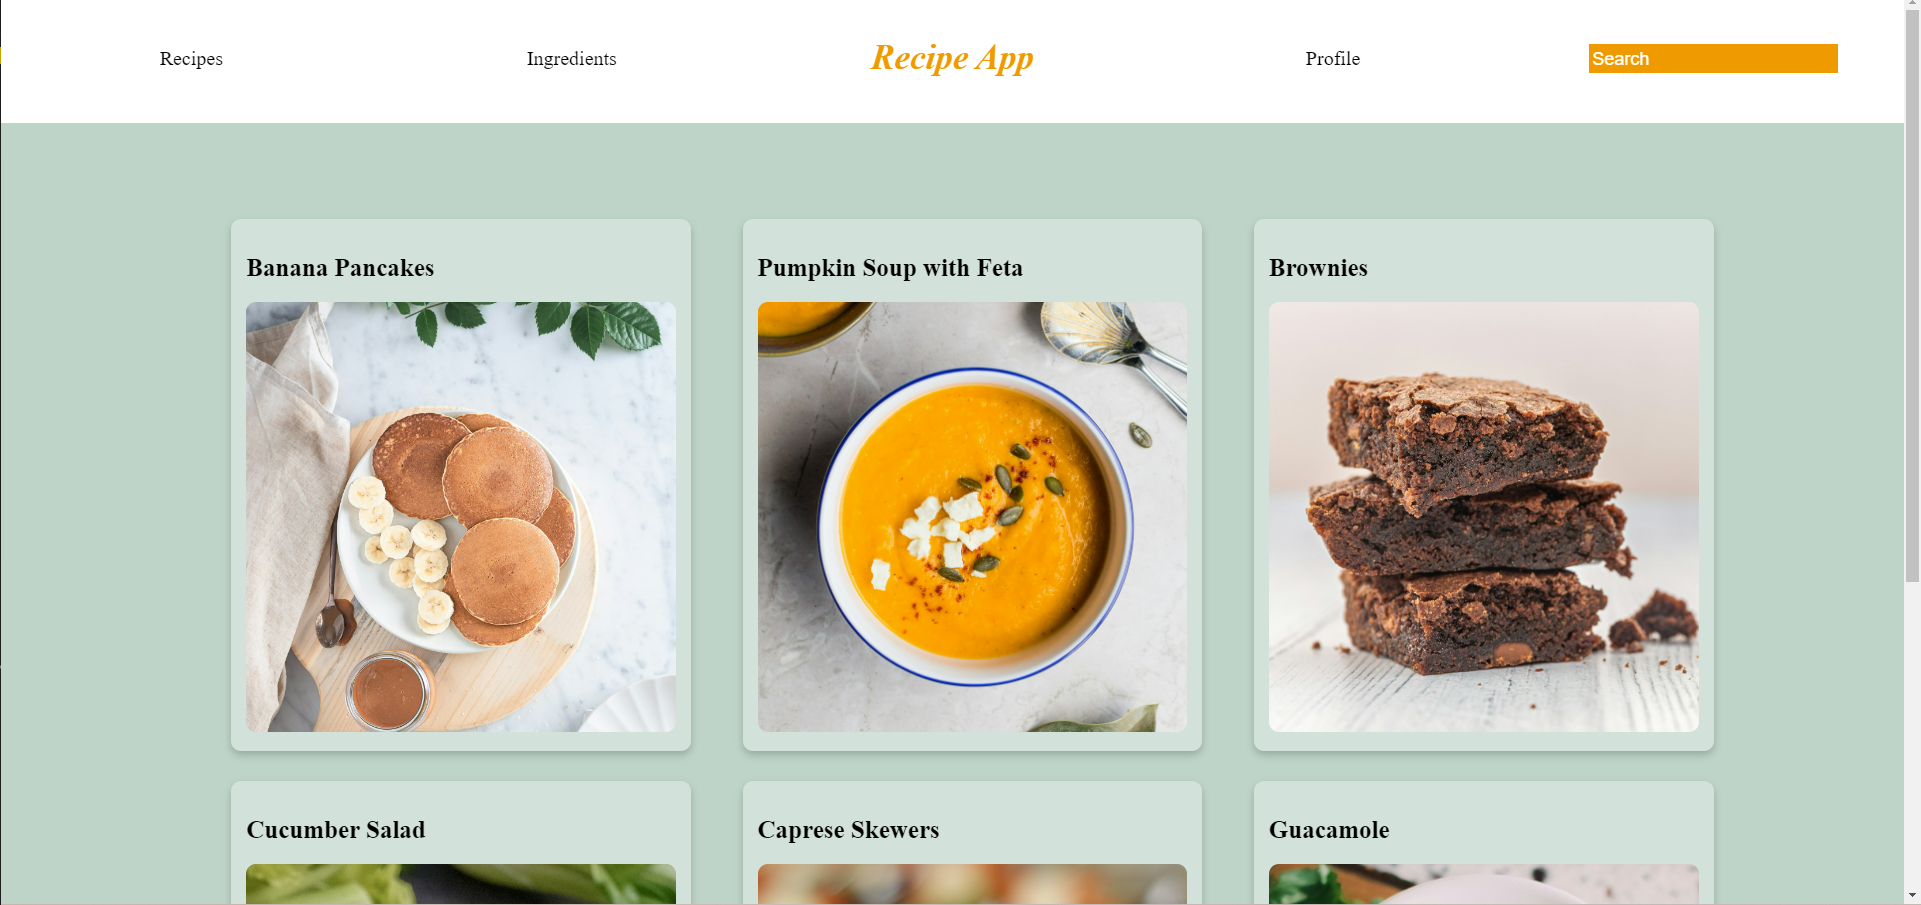 Recipes
Ingredients
Recipe App
Profile
Search
Banana Pancakes
Pumpkin Soup with Feta
Brownies
Cucumber Salad
Caprese Skewers
Guacamole